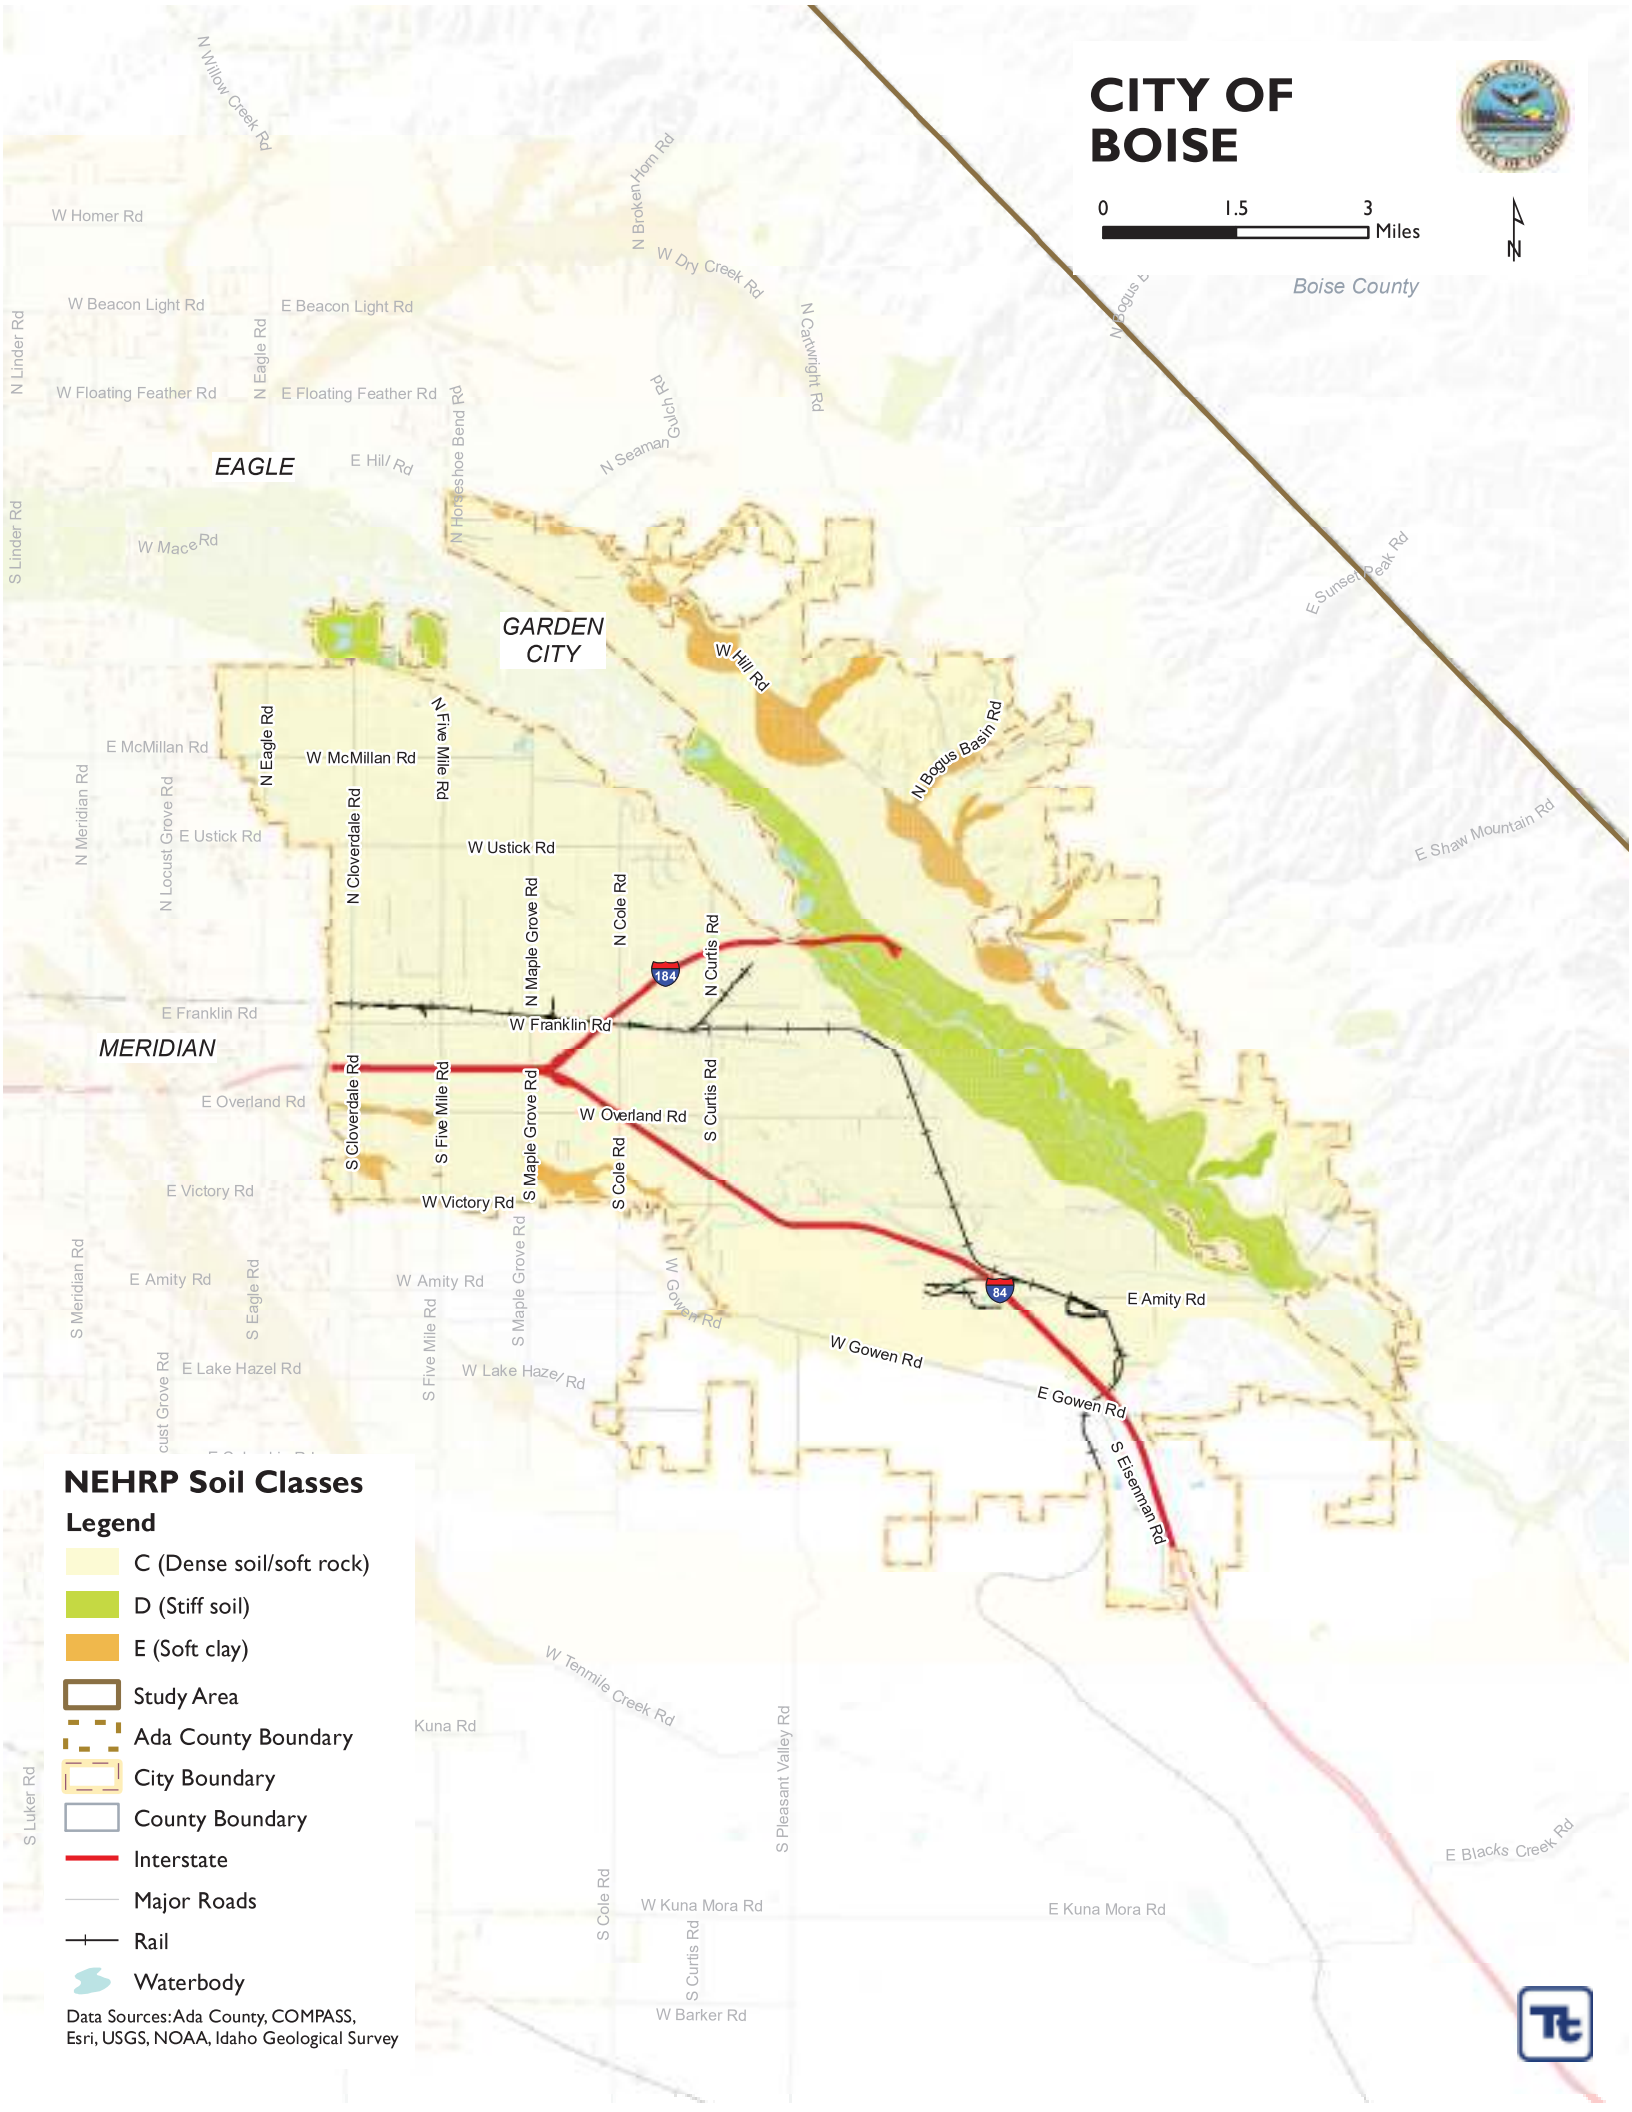 CITY OF
BOISE
ADA COUNTY
STATE OF IDAHO
0 1.5 3
Miles
N
Boise County
N Willow Creek Rd
N Broken Horn Rd
W Homer Rd
W Dry Creek Rd
W Beacon Light Rd
E Beacon Light Rd
N Linder Rd
N Eagle Rd
N Cartwright Rd
W Floating Feather Rd
E Floating Feather Rd
N Horseshoe Bend Rd
N Seaman Gulch Rd
EAGLE
E Hill Rd
S Linder Rd
W Mace Rd
E Sunset Peak Rd
GARDEN
CITY
W Hill Rd
N Bogus Basin Rd
N Eagle Rd
N Five Mile Rd
E McMillan Rd
W McMillan Rd
N Meridian Rd
N Locust Grove Rd
N Cloverdale Rd
E Ustick Rd
W Ustick Rd
E Shaw Mountain Rd
N Maple Grove Rd
N Cole Rd
N Curtis Rd
184
E Franklin Rd
W Franklin Rd
MERIDIAN
E Overland Rd
W Overland Rd
S Cloverdale Rd
S Five Mile Rd
S Maple Grove Rd
S Cole Rd
S Curtis Rd
E Victory Rd
W Victory Rd
S Meridian Rd
E Amity Rd
S Eagle Rd
W Amity Rd
S Maple Grove Rd
W Gowen Rd
84
E Amity Rd
S Five Mile Rd
W Gowen Rd
E Lake Hazel Rd
W Lake Hazel Rd
cust Grove Rd
E Gowen Rd
S Eisenman Rd
NEHRP Soil Classes
Legend
C (Dense soil/soft rock)
D (Stiff soil)
E (Soft clay)
Study Area
Ada County Boundary
City Boundary
County Boundary
Interstate
Major Roads
Rail
Waterbody
Data Sources: Ada County, COMPASS,
Esri, USGS, NOAA, Idaho Geological Survey
W Tenmile Creek Rd
Kuna Rd
S Luker Rd
S Pleasant Valley Rd
E Blacks Creek Rd
S Cole Rd
W Kuna Mora Rd
E Kuna Mora Rd
S Curtis Rd
W Barker Rd
Tt